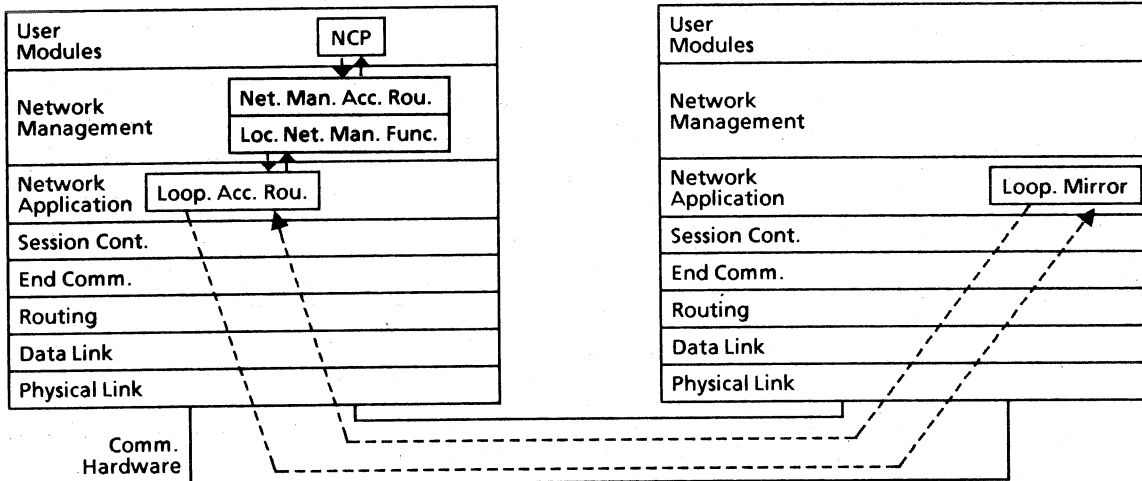 User
Modules
NCP
Network
Management
Net. Man. Acc. Rou.
Loc. Net. Man. Func.
Network
Application
Loop. Acc. Rou.
Session Cont.
End Comm.
Routing
Data Link
Physical Link
Comm.
Hardware
User
Modules
Network
Management
Network
Application
Loop. Mirror
Session Cont.
End Comm.
Routing
Data Link
Physical Link